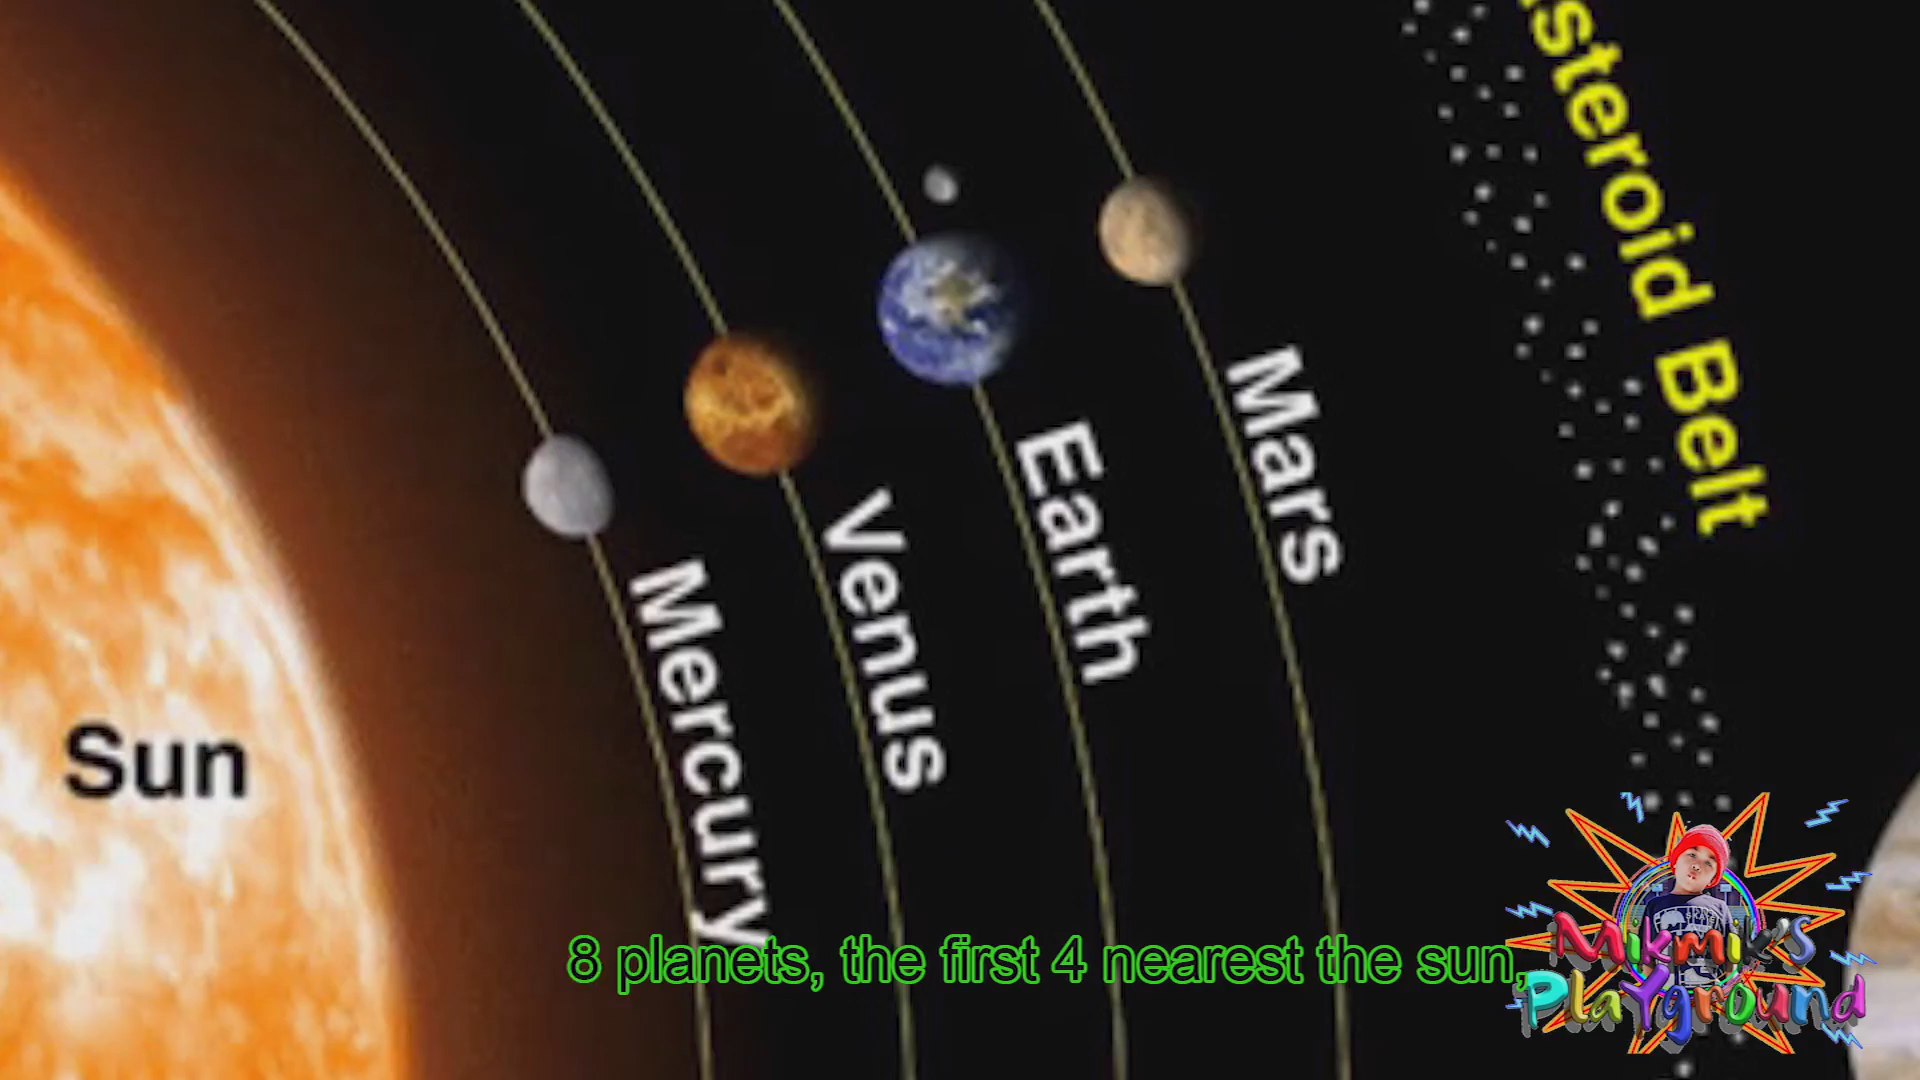 steroid Belt
Mars
Earth
Venus
Mercury
Sun
8 planets, the first 4 nearest the sun,
Mikmik's
Playground